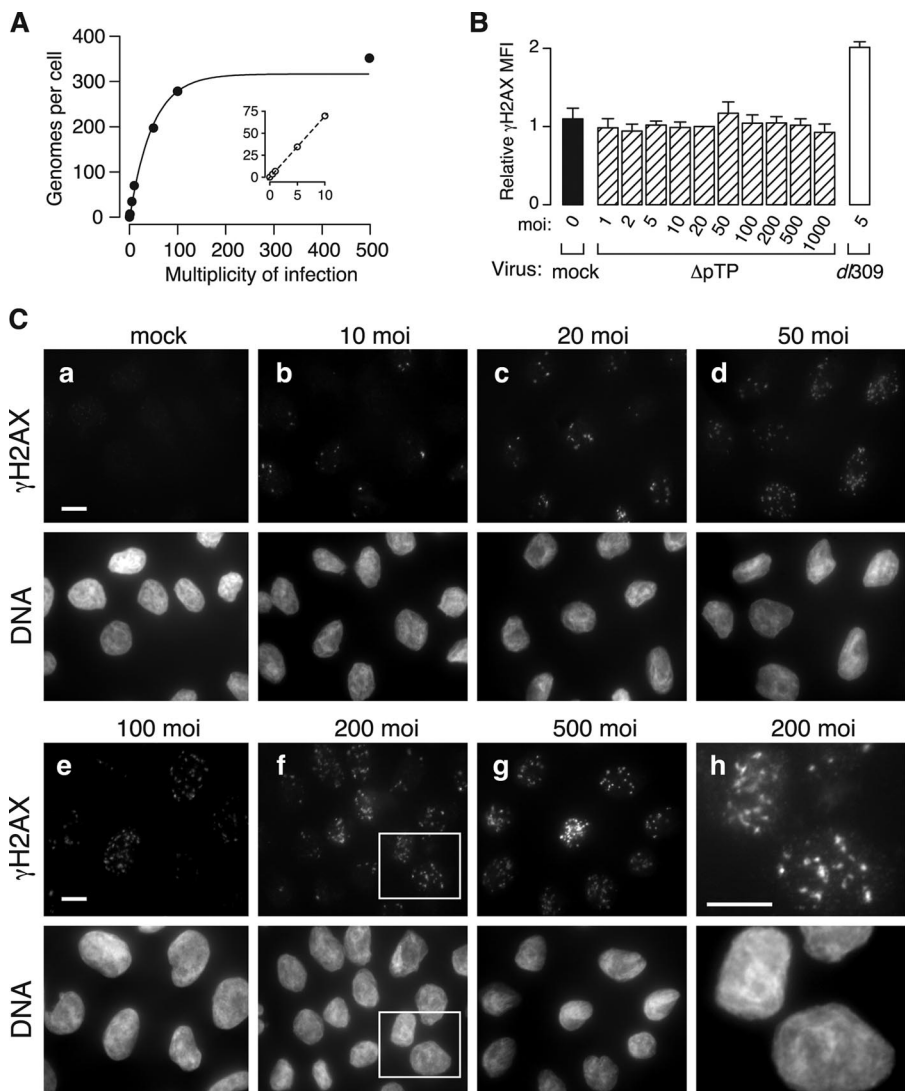 A
Genomes per cell
400
300
200
100
0
0 100 200 300 400 500
Multiplicity of infection
75
50
25
0
0 5 10
B
Relative γH2AX MFI
2
1
0
moi: 0 1 2 5 10 20 50 100 200 500 1000 5
Virus: mock ΔpTP dl309
C
mock 10 moi 20 moi 50 moi
γH2AX
a b c d
DNA
100 moi 200 moi 500 moi 200 moi
γH2AX
e f g h
DNA